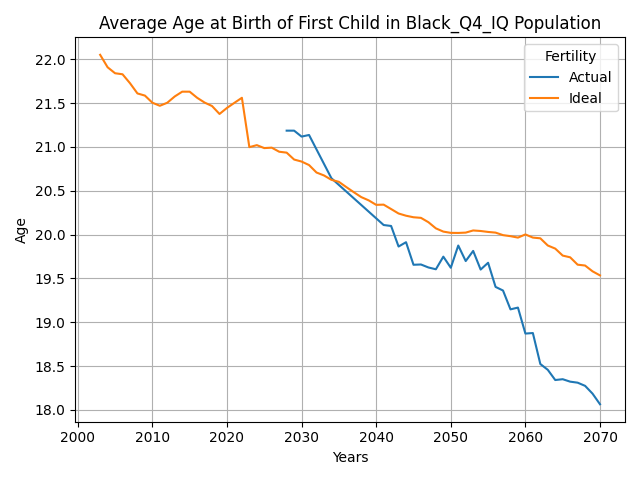 Average Age at Birth of First Child in Black_Q4_IQ Population
Fertility
Actual
Ideal
22.0
21.5
21.0
20.5
20.0
19.5
19.0
18.5
18.0
Age
2000 2010 2020 2030 2040 2050 2060 2070
Years